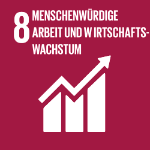 8 MENSCHENWÜRDIGE
ARBEIT UND WIRTSCHAFTS-
WACHSTUM